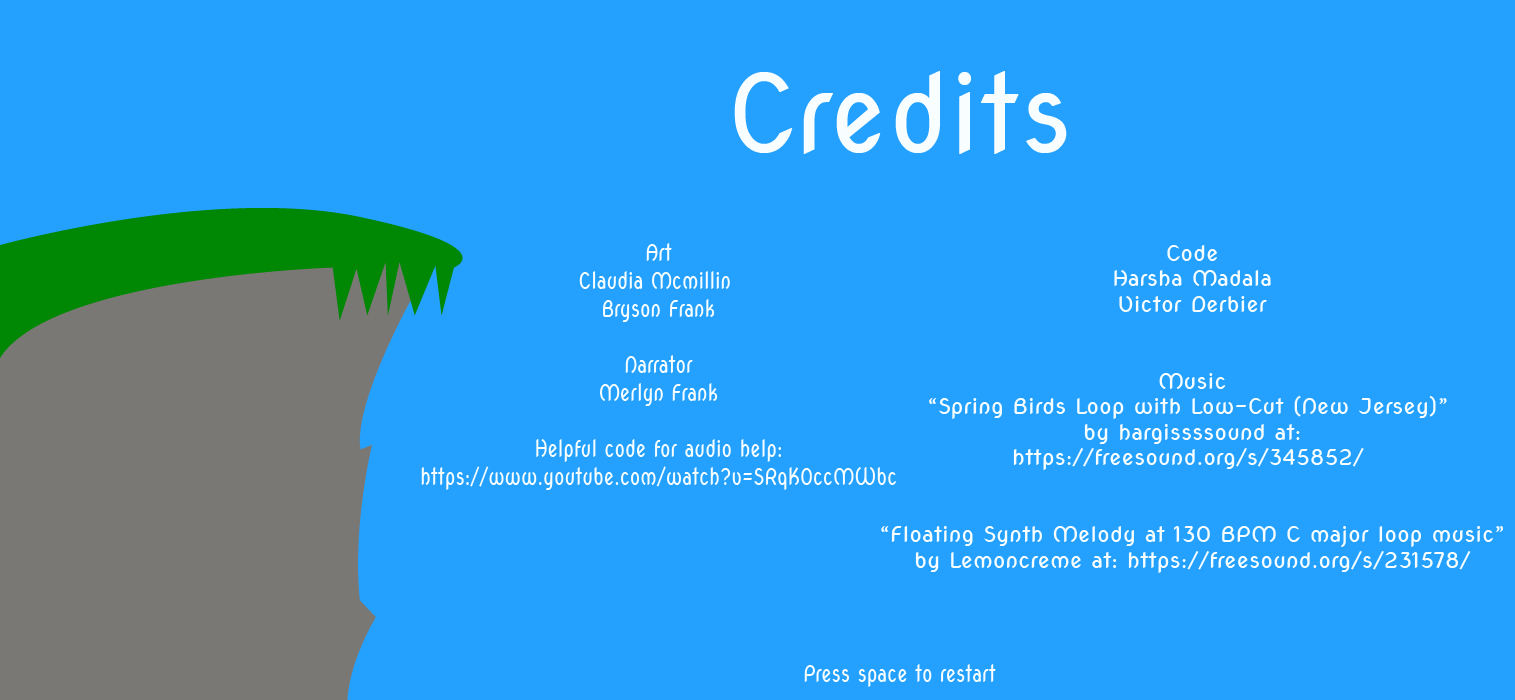 Credits
Art
Claudia Mcmillin
Bryson Frank
Narrator
Merlyn Frank
Helpful code for audio help:
https://www.youtube.com/watch?v=SRqKOccMWbc
Code
Harsha Madala
Victor Derbier
Music
“Spring Birds Loop with Low-Cut (New Jersey)”
by hargissssound at:
https://freesound.org/s/345852/
“Floating Synth Melody at 130 BPM C major loop music”
by Lemoncreme at: https://freesound.org/s/231578/
Press space to restart